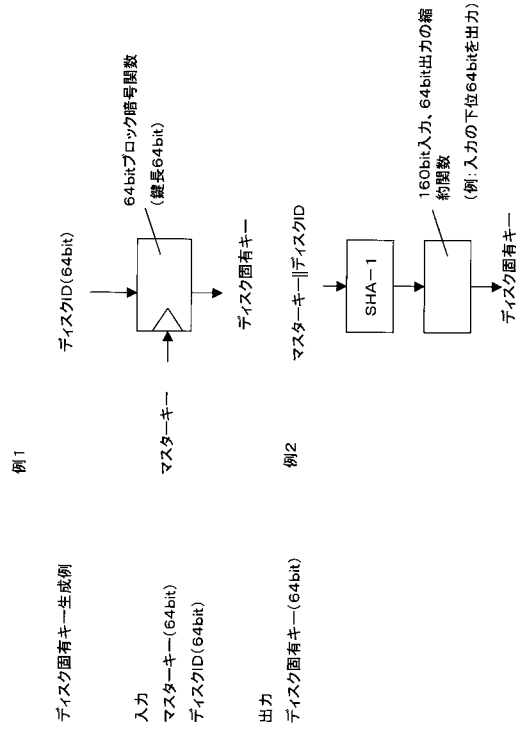 ディスク固有キー生成例
入力
マスターキー(64bit)
ディスクID(64bit)
出力
ディスク固有キー(64bit)
例1
ディスクID(64bit)
マスターキー
64bitブロック暗号関数
(鍵長64bit)
ディスク固有キー
例2
マスターキー||ディスクID
SHA-1
160bit入力、64bit出力の縮
約関数
(例:入力の下位64bitを出力)
ディスク固有キー